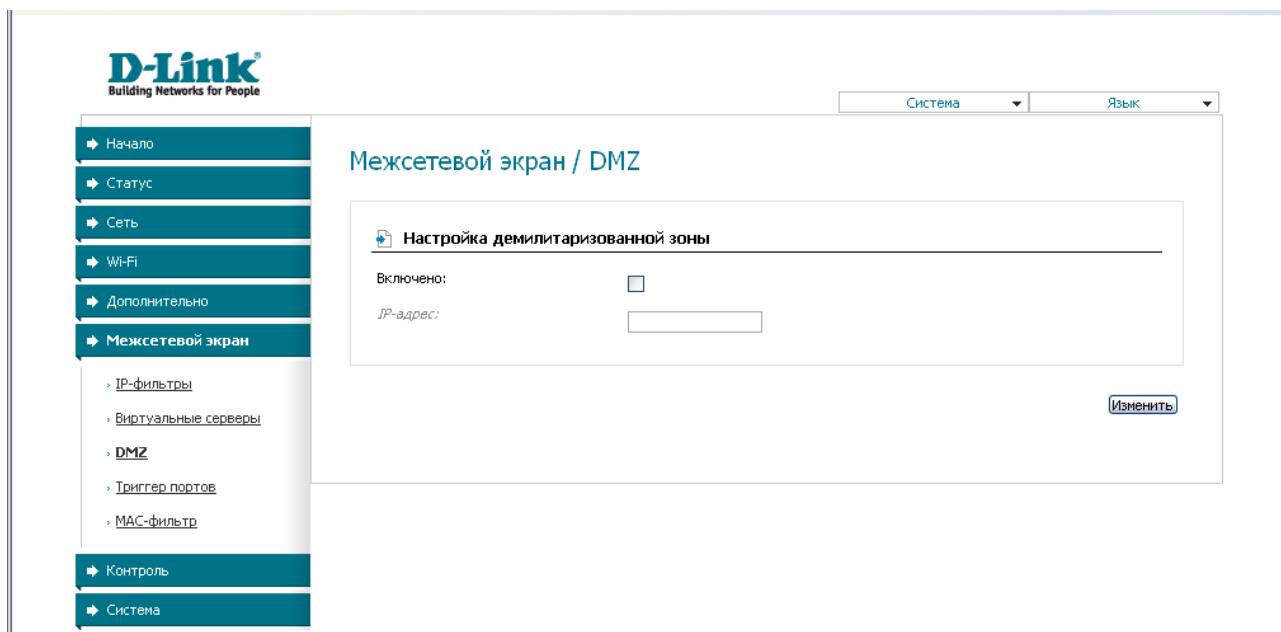 D-Link
Building Networks for People
Система
Язык
Начало
Статус
Сеть
Wi-Fi
Дополнительно
Межсетевой экран
IP-фильтры
Виртуальные серверы
DMZ
Триггер портов
MAC-фильтр
Контроль
Система
Межсетевой экран / DMZ
Настройка демилитаризованной зоны
Включено:
IP-адрес:
Изменить